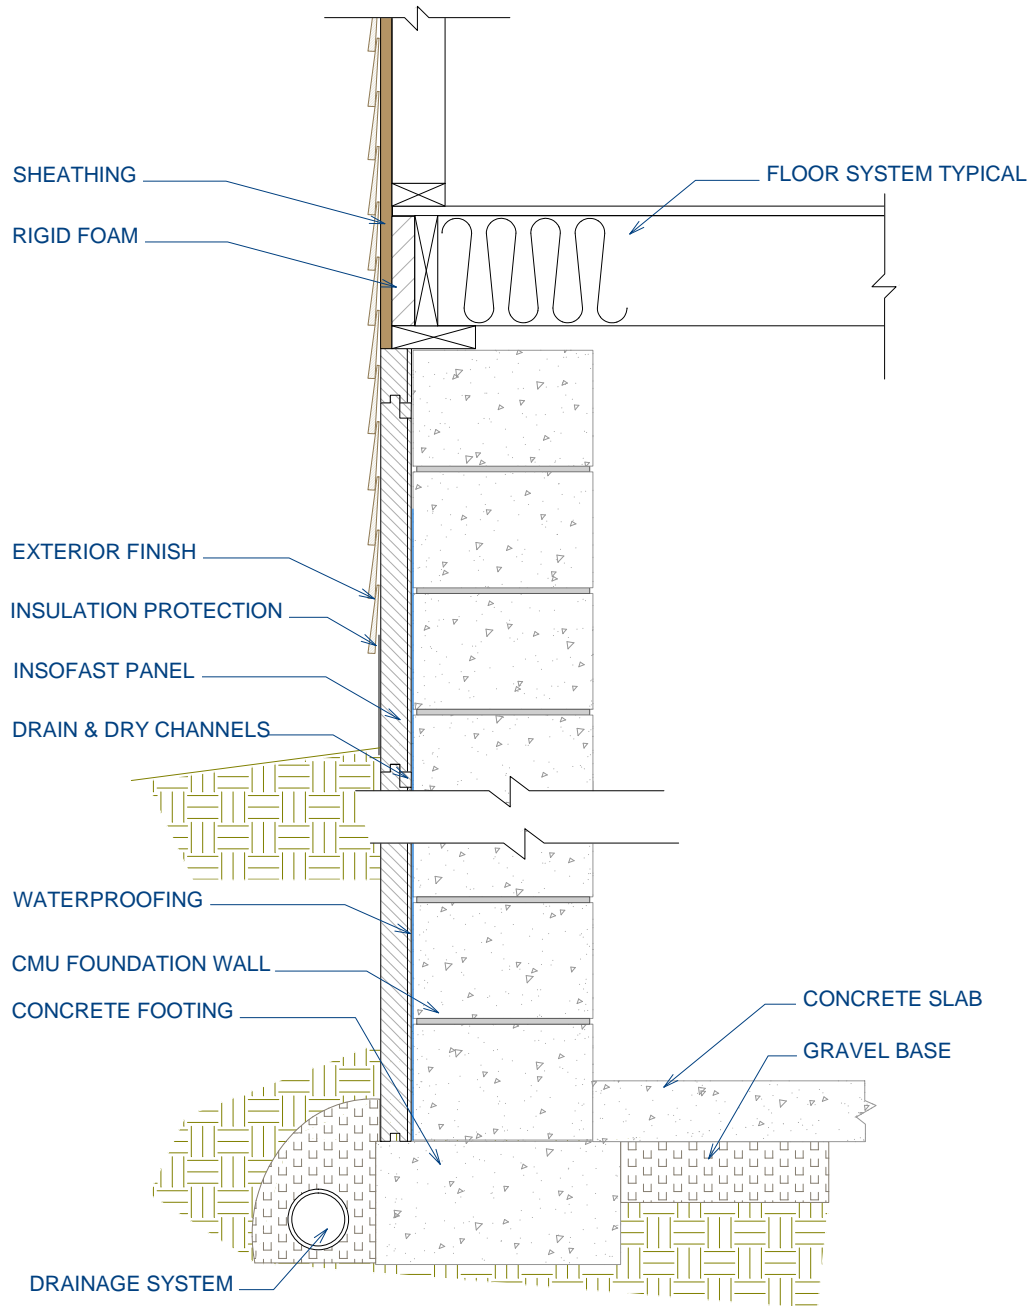 SHEATHING
FLOOR SYSTEM TYPICAL
RIGID FOAM
EXTERIOR FINISH
INSULATION PROTECTION
INSOFAST PANEL
DRAIN & DRY CHANNELS
WATERPROOFING
CMU FOUNDATION WALL
CONCRETE FOOTING
CONCRETE SLAB
GRAVEL BASE
DRAINAGE SYSTEM